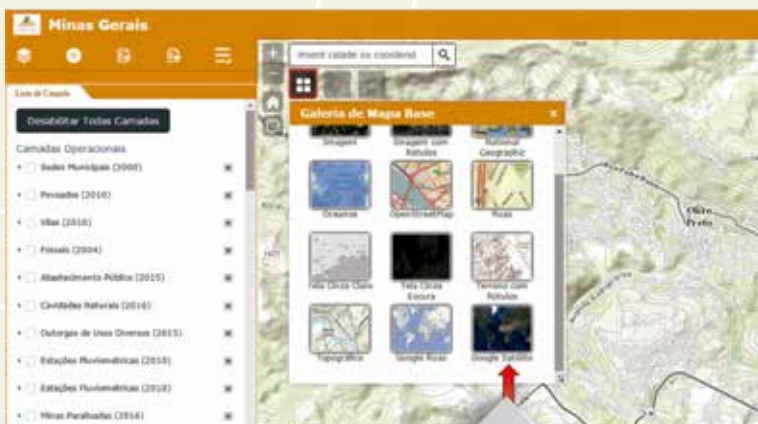 Minas Gerais
Inserir cidade ou coordend
Lista de Camada
Desabilitar Todas Camadas
Galeria de Mapa Base
Camadas Operacionais
Imagem
Imagem com Rótulos
National Geographic
Sedes Municipais (2000)
Povoados (2010)
Vilas (2010)
Oceanos
OpenStreetMap
Ruas
Fósseis (2004)
Abastecimento Público (2015)
Tela Cinza Claro
Tela Cinza Escura
Terreno com Rótulos
Cavidades Naturais (2016)
Outorgas de Usos Diversos (2015)
Topográfico
Google Ruas
Google Satélite
Estações Fluviométricas (2010)
Estações Pluviométricas (2010)
Minas Paralisadas (2016)
Ouro Preto